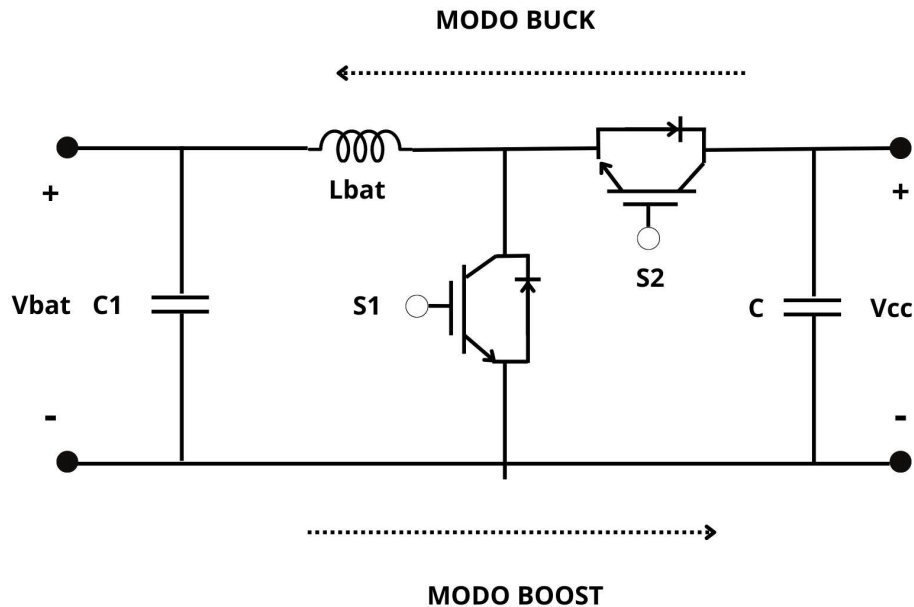 MODO BUCK
Lbat
+
+
S2
Vbat C1
S1
C
Vcc
-
-
MODO BOOST